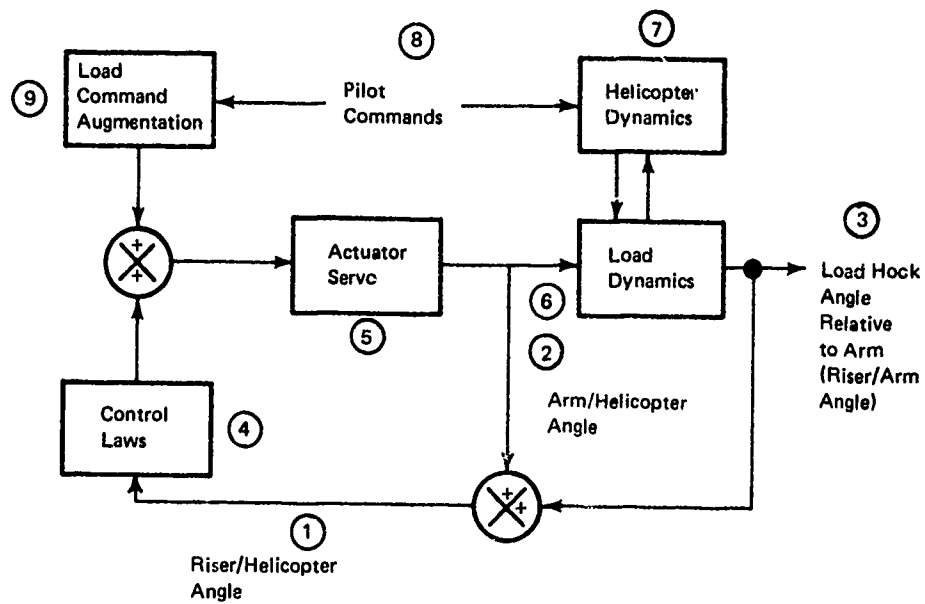 8
7
9
Load
Command
Augmentation
Pilot
Commands
Helicopter
Dynamics
3
+
+
Actuator
Servc
5
Load
Dynamics
6
2
Load Hock
Angle
Relative
to Arm
(Riser/Arm
Angle)
Control
Laws
4
Arm/Helicopter
Angle
+
+
1
Riser/Helicopter
Angle